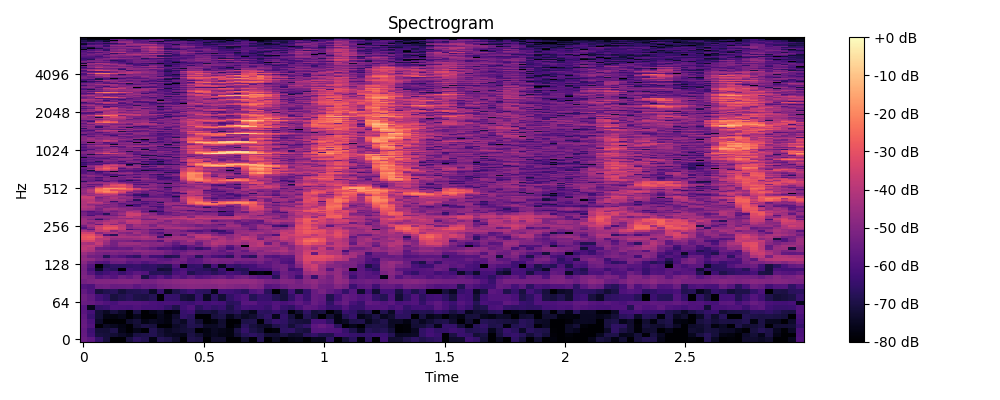 Spectrogram
Hz
4096
2048
1024
512
256
128
64
0
0
0.5
1
1.5
2
2.5
Time
+0 dB
-10 dB
-20 dB
-30 dB
-40 dB
-50 dB
-60 dB
-70 dB
-80 dB